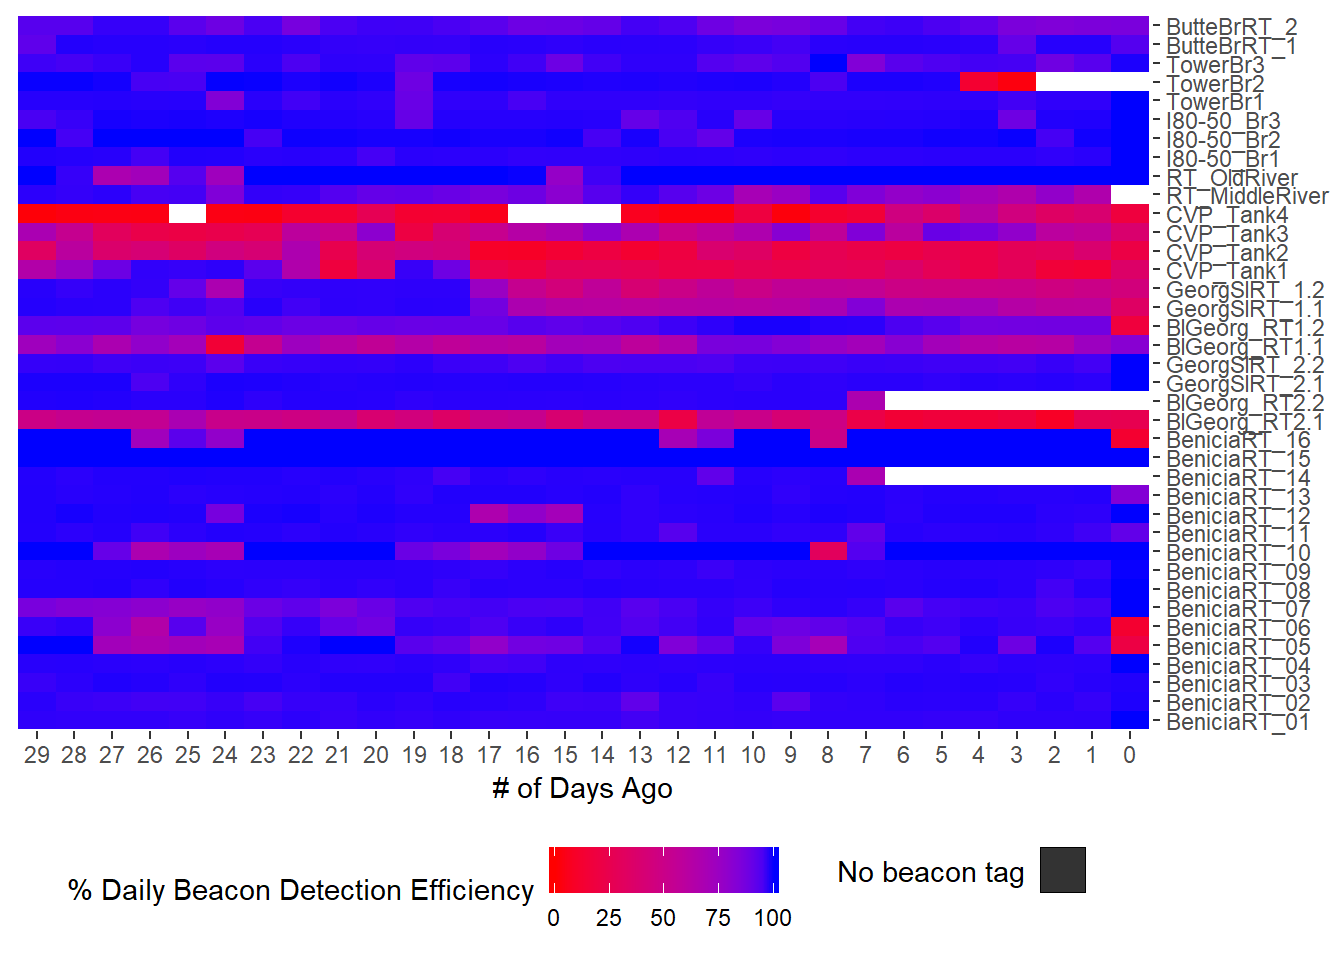 ButteBrRT_2
ButteBrRT_1
TowerBr3
TowerBr2
TowerBr1
I80-50_Br3
I80-50_Br2
I80-50_Br1
RT_OldRiver
RT_MiddleRiver
CVP_Tank4
CVP_Tank3
CVP_Tank2
CVP_Tank1
GeorgSlRT_1.2
GeorgSlRT_1.1
BlGeorg_RT1.2
BlGeorg_RT1.1
GeorgSlRT_2.2
GeorgSlRT_2.1
BlGeorg_RT2.2
BlGeorg_RT2.1
BeniciaRT_16
BeniciaRT_15
BeniciaRT_14
BeniciaRT_13
BeniciaRT_12
BeniciaRT_11
BeniciaRT_10
BeniciaRT_09
BeniciaRT_08
BeniciaRT_07
BeniciaRT_06
BeniciaRT_05
BeniciaRT_04
BeniciaRT_03
BeniciaRT_02
BeniciaRT_01
29 28 27 26 25 24 23 22 21 20 19 18 17 16 15 14 13 12 11 10 9 8 7 6 5 4 3 2 1 0
# of Days Ago
% Daily Beacon Detection Efficiency
0 25 50 75 100
No beacon tag